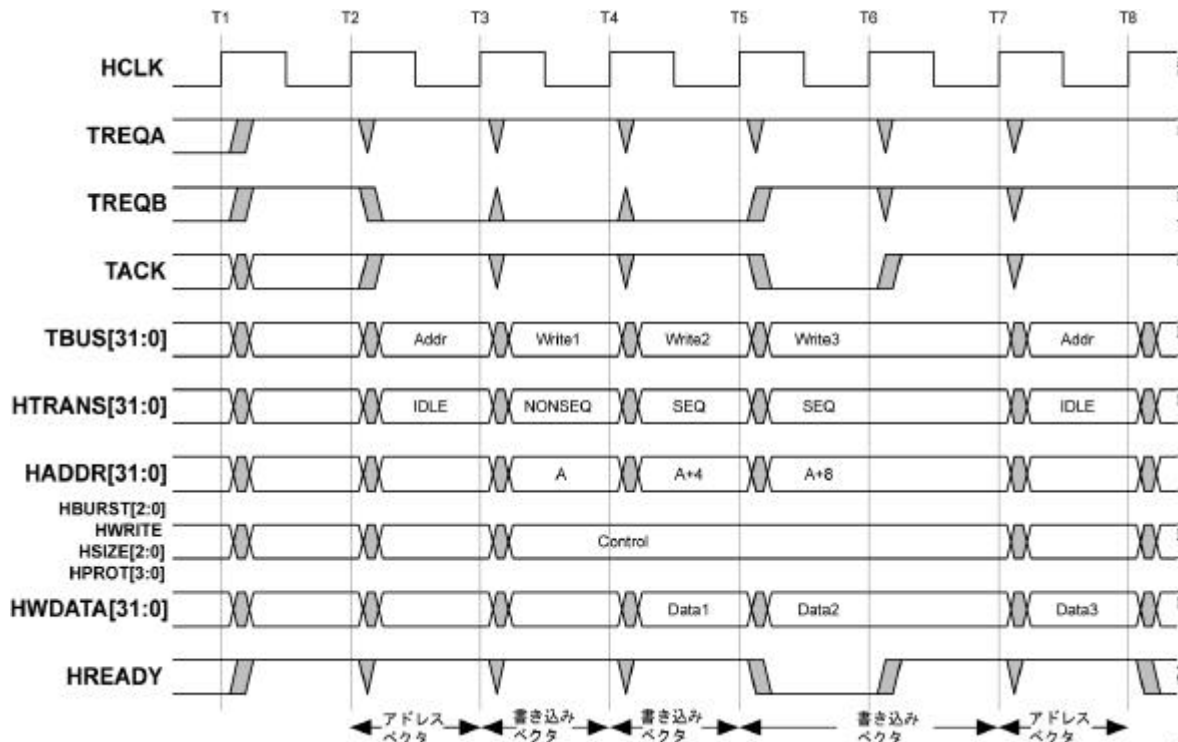 T1 T2 T3 T4 T5 T6 T7 T8
HCLK
TREQA
TREQB
TACK
TBUS[31:0] Addr Write1 Write2 Write3 Addr
HTRANS[31:0] IDLE NONSEQ SEQ SEQ IDLE
HADDR[31:0] A A+4 A+8
HBURST[2:0]
HWRITE
HSIZE[2:0]
HPROT[3:0]
Control
HWDATA[31:0] Data1 Data2 Data3
HREADY
アドレス 書き込み 書き込み 書き込み アドレス
ベクタ ベクタ ベクタ ベクタ ベクタ